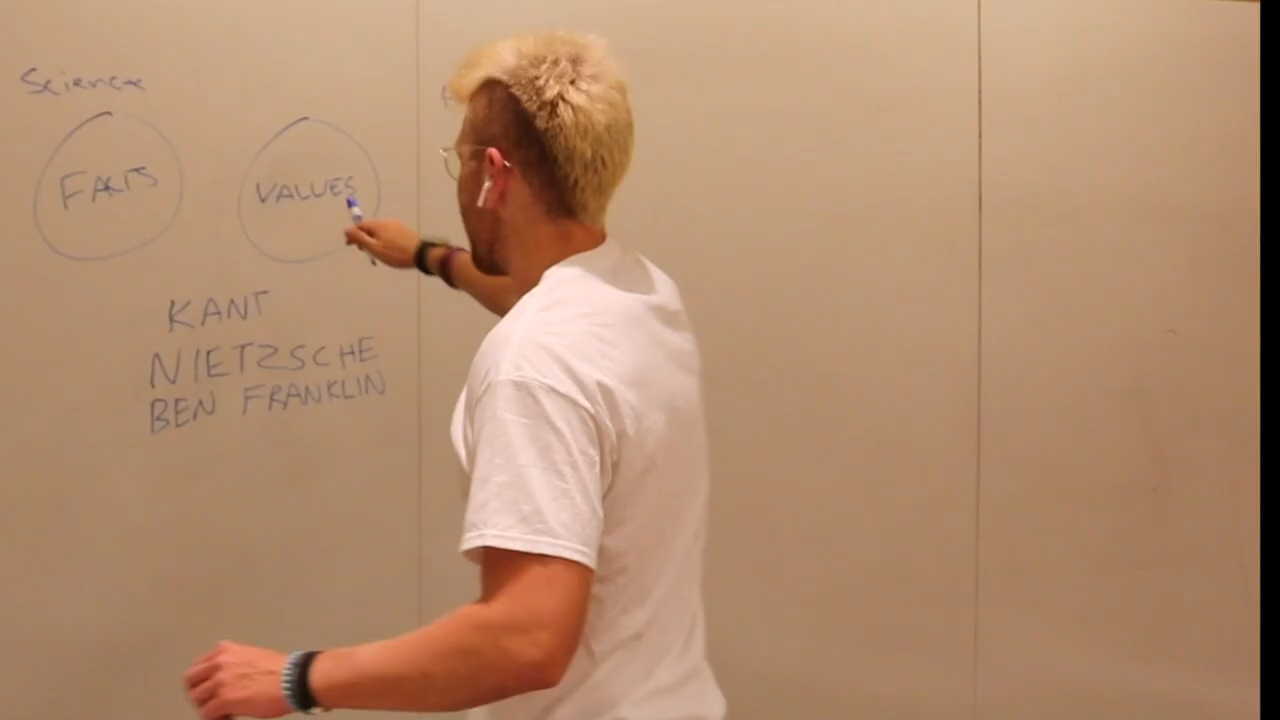 Science
FACTS
VALUES
KANT
NIETZSCHE
BEN FRANKLIN